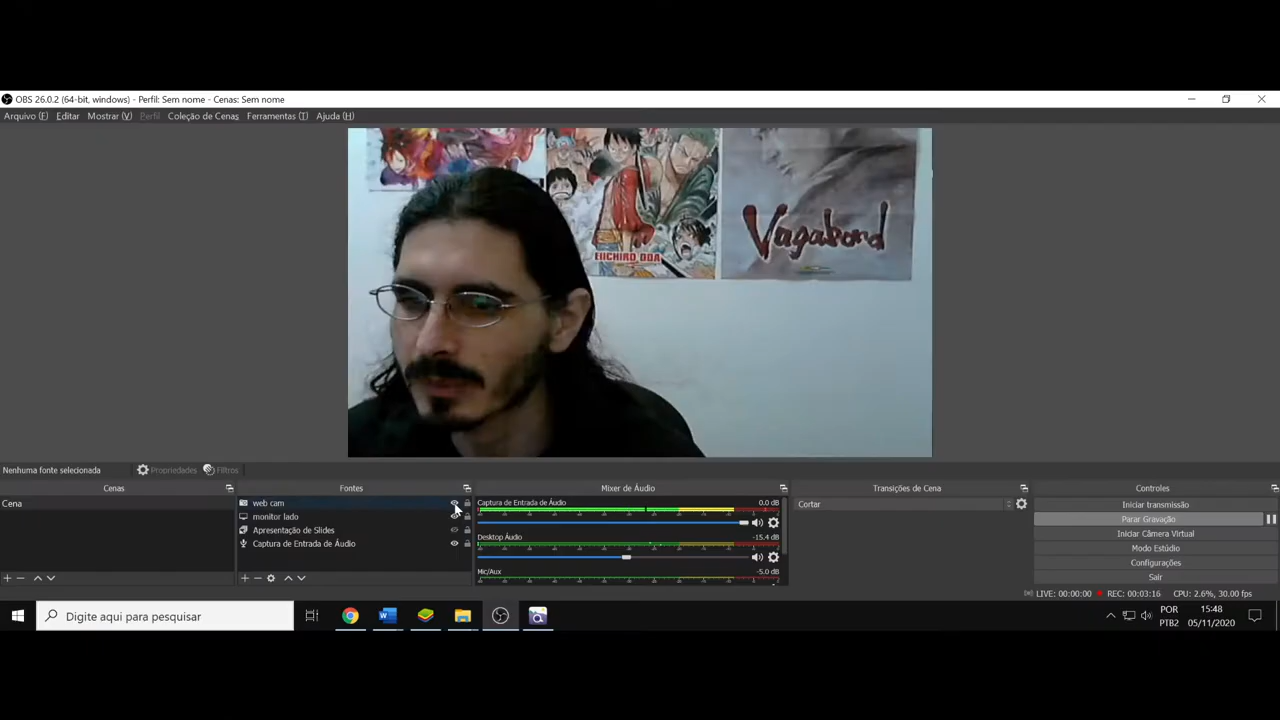 OBS 26.0.2 (64-bit, windows) - Perfil: Sem nome - Cenas: Sem nome
Arquivo (F) Editar Mostrar (V) Perfil Coleção de Cenas Ferramentas (T) Ajuda (H)
EIICHIRO ODA
Vagabond
Nenhuma fonte selecionada Propriedades Filtros
Cenas Fontes Mixer de Áudio Transições de Cena Controles
Cena
web cam
monitor lado
Apresentação de Slides
Captura de Entrada de Áudio
Captura de Entrada de Áudio 0.0 dB
Desktop Áudio -15.4 dB
Mic/Aux -5.0 dB
Cortar
Iniciar transmissão
Parar Gravação
Iniciar Câmera Virtual
Modo Estúdio
Configurações
Sair
LIVE: 00:00:00 REC: 00:03:16 CPU: 2.6%, 30.00 fps
Digite aqui para pesquisar
POR
PTB2
15:48
05/11/2020